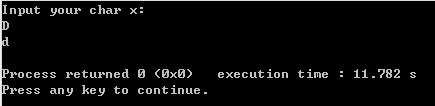 Input your char x:
D
d
Process returned 0 (0x0)   execution time : 11.782 s
Press any key to continue.